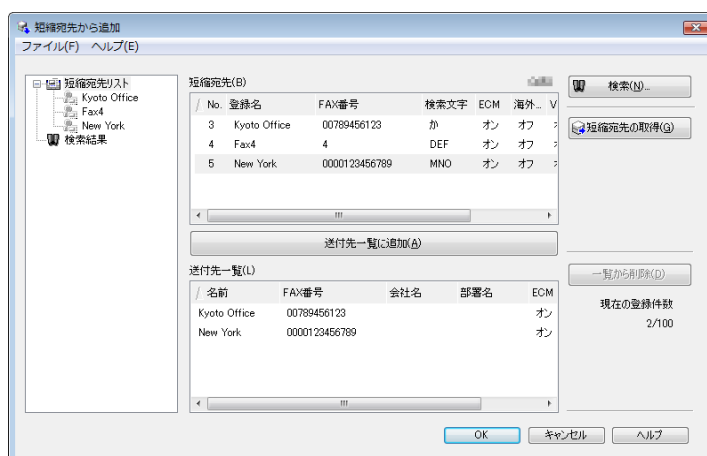 短縮宛先から追加
ファイル(F) ヘルプ(E)
短縮宛先リスト
Kyoto Office
Fax4
New York
検索結果
短縮宛先(B)
/ No. 登録名 FAX番号 検索文字 ECM 海外... V
3 Kyoto Office 00789456123 か オン オフ
4 Fax4 4 DEF オン オフ
5 New York 0000123456789 MNO オン オフ
検索(N)...
短縮宛先の取得(G)
送付先一覧に追加(A)
送付先一覧(L)
/ 名前 FAX番号 会社名 部署名 ECM
Kyoto Office 00789456123 オン
New York 0000123456789 オン
一覧から削除(D)
現在の登録件数
2/100
OK キャンセル ヘルプ